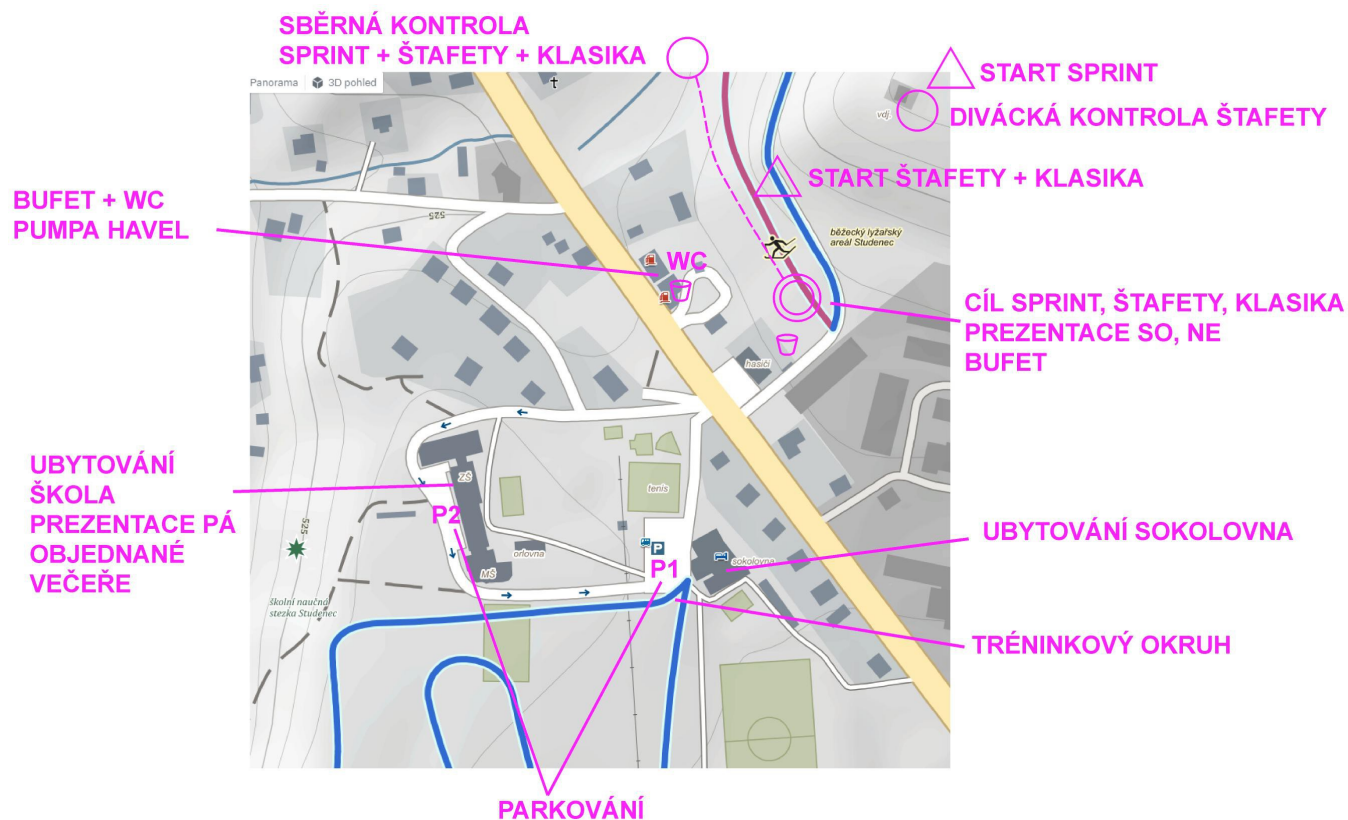 SBĚRNÁ KONTROLA
SPRINT + ŠTAFETY + KLASIKA
Panorama
3D pohled
START SPRINT
vdj.
DIVÁCKÁ KONTROLA ŠTAFETY
START ŠTAFETY + KLASIKA
BUFET + WC
PUMPA HAVEL
525
běžecký lyžařský
areál Studenec
WC
CÍL SPRINT, ŠTAFETY, KLASIKA
PREZENTACE SO, NE
BUFET
hasiči
UBYTOVÁNÍ
ŠKOLA
PREZENTACE PÁ
OBJEDNANÉ
VEČEŘE
ZŠ
tenis
P2
525
orlovna
MŠ
P
P1
sokolovna
UBYTOVÁNÍ SOKOLOVNA
školní naučná
stezka Studenec
TRÉNINKOVÝ OKRUH
PARKOVÁNÍ